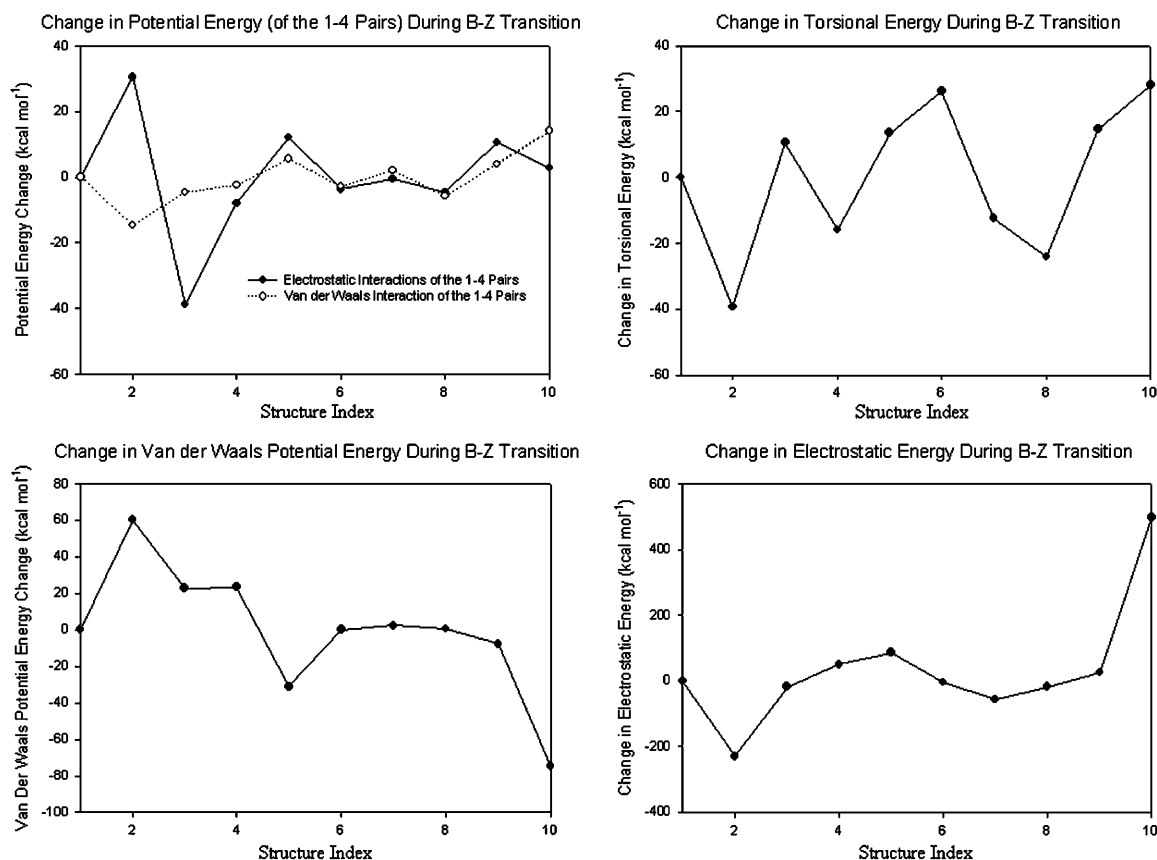 Change in Potential Energy (of the 1-4 Pairs) During B-Z Transition
Potential Energy Change (kcal mol-1)
40
20
0
-20
-40
-60
Electrostatic Interactions of the 1-4 Pairs
Van der Waals Interaction of the 1-4 Pairs
2 4 6 8 10
Structure Index
Change in Torsional Energy During B-Z Transition
Change in Torsional Energy (kcal mol-1)
40
20
0
-20
-40
-60
2 4 6 8 10
Structure Index
Change in Van der Waals Potential Energy During B-Z Transition
Van Der Waals Potential Energy Change (kcal mol-1)
80
60
40
20
0
-20
-40
-60
-80
-100
2 4 6 8 10
Structure Index
Change in Electrostatic Energy During B-Z Transition
Change in Electrostatic Energy (kcal mol-1)
600
400
200
0
-200
-400
2 4 6 8 10
Structure Index